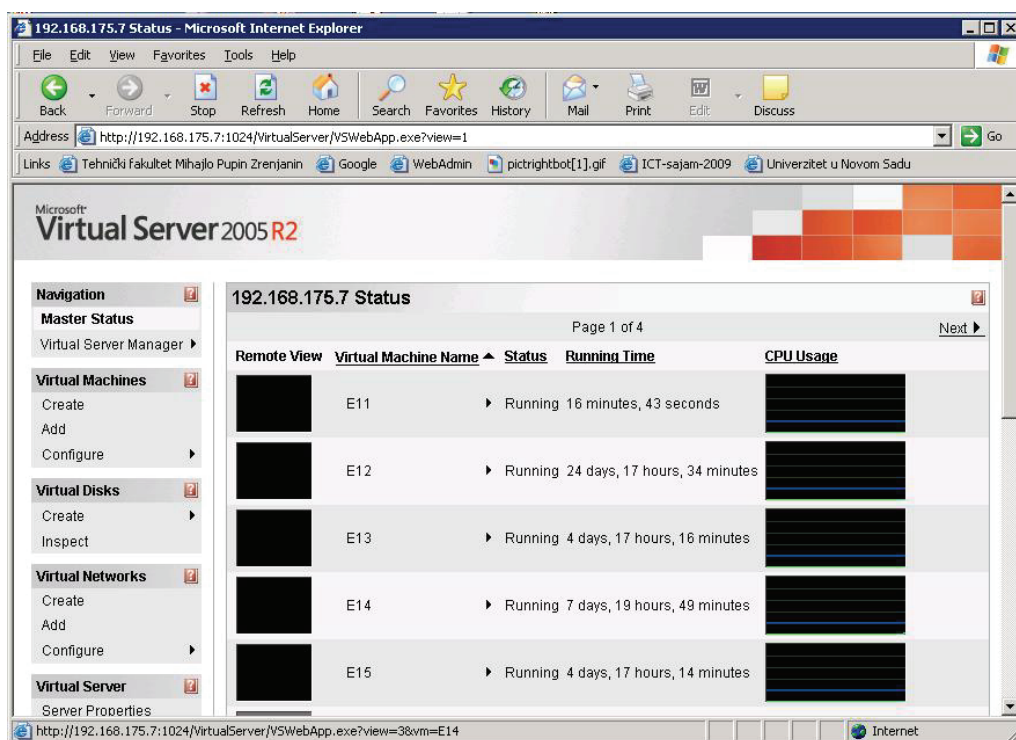 192.168.175.7 Status - Microsoft Internet Explorer
File Edit View Favorites Tools Help
Back Forward Stop Refresh Home Search Favorites History Mail Print Edit Discuss
Address http://192.168.175.7:1024/VirtualServer/VSWebApp.exe?view=1 Go
Links Tehnički fakultet Mihajlo Pupin Zrenjanin Google WebAdmin pictrightbot[1].gif ICT-sajam-2009 Univerzitet u Novom Sadu
Microsoft
Virtual Server 2005 R2
Navigation
Master Status
Virtual Server Manager
Virtual Machines
Create
Add
Configure
Virtual Disks
Create
Inspect
Virtual Networks
Create
Add
Configure
Virtual Server
Server Properties
192.168.175.7 Status
Page 1 of 4 Next
Remote View Virtual Machine Name Status Running Time CPU Usage
E11 Running 16 minutes, 43 seconds
E12 Running 24 days, 17 hours, 34 minutes
E13 Running 4 days, 17 hours, 16 minutes
E14 Running 7 days, 19 hours, 49 minutes
E15 Running 4 days, 17 hours, 14 minutes
http://192.168.175.7:1024/VirtualServer/VSWebApp.exe?view=3&vm=E14 Internet